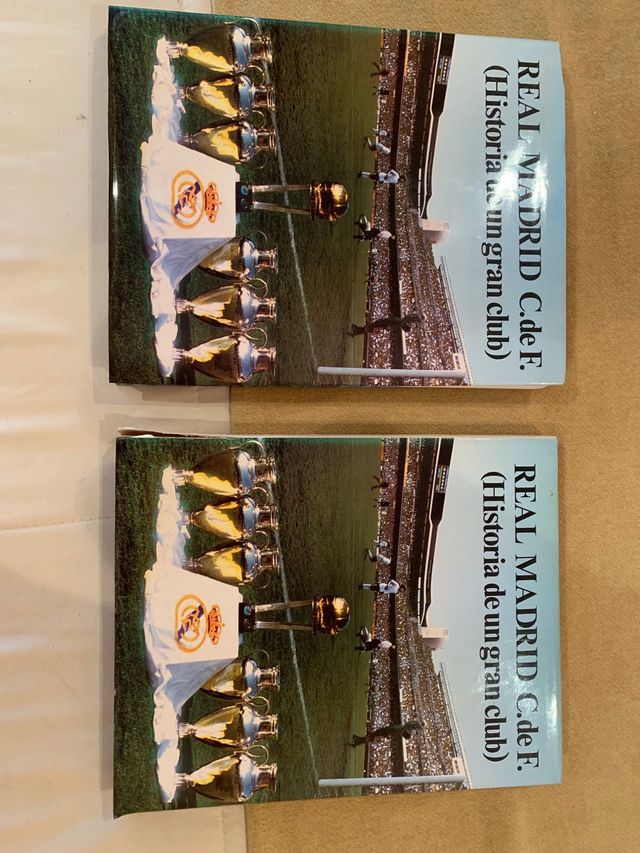 REAL MADRID C.de F.
(Historia de un gran club)
REAL MADRID C.de F.
(Historia de un gran club)